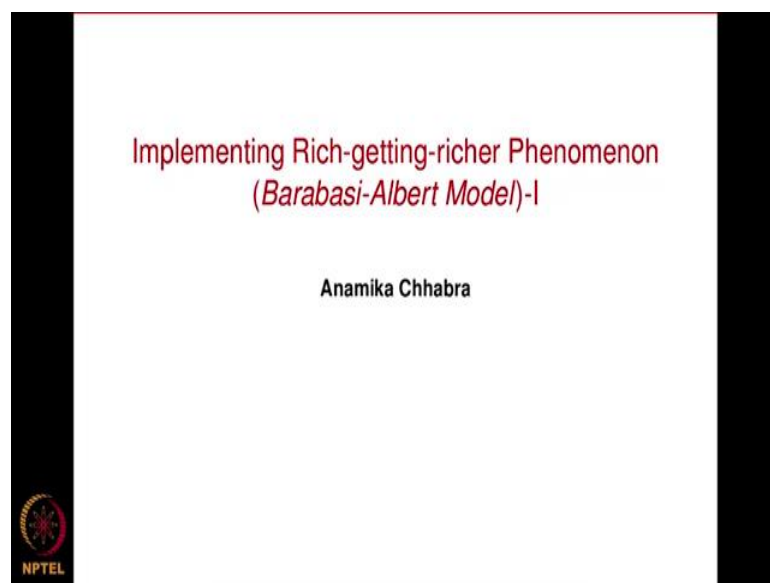 Implementing Rich-getting-richer Phenomenon
(Barabasi-Albert Model)-I
Anamika Chhabra
NPTEL